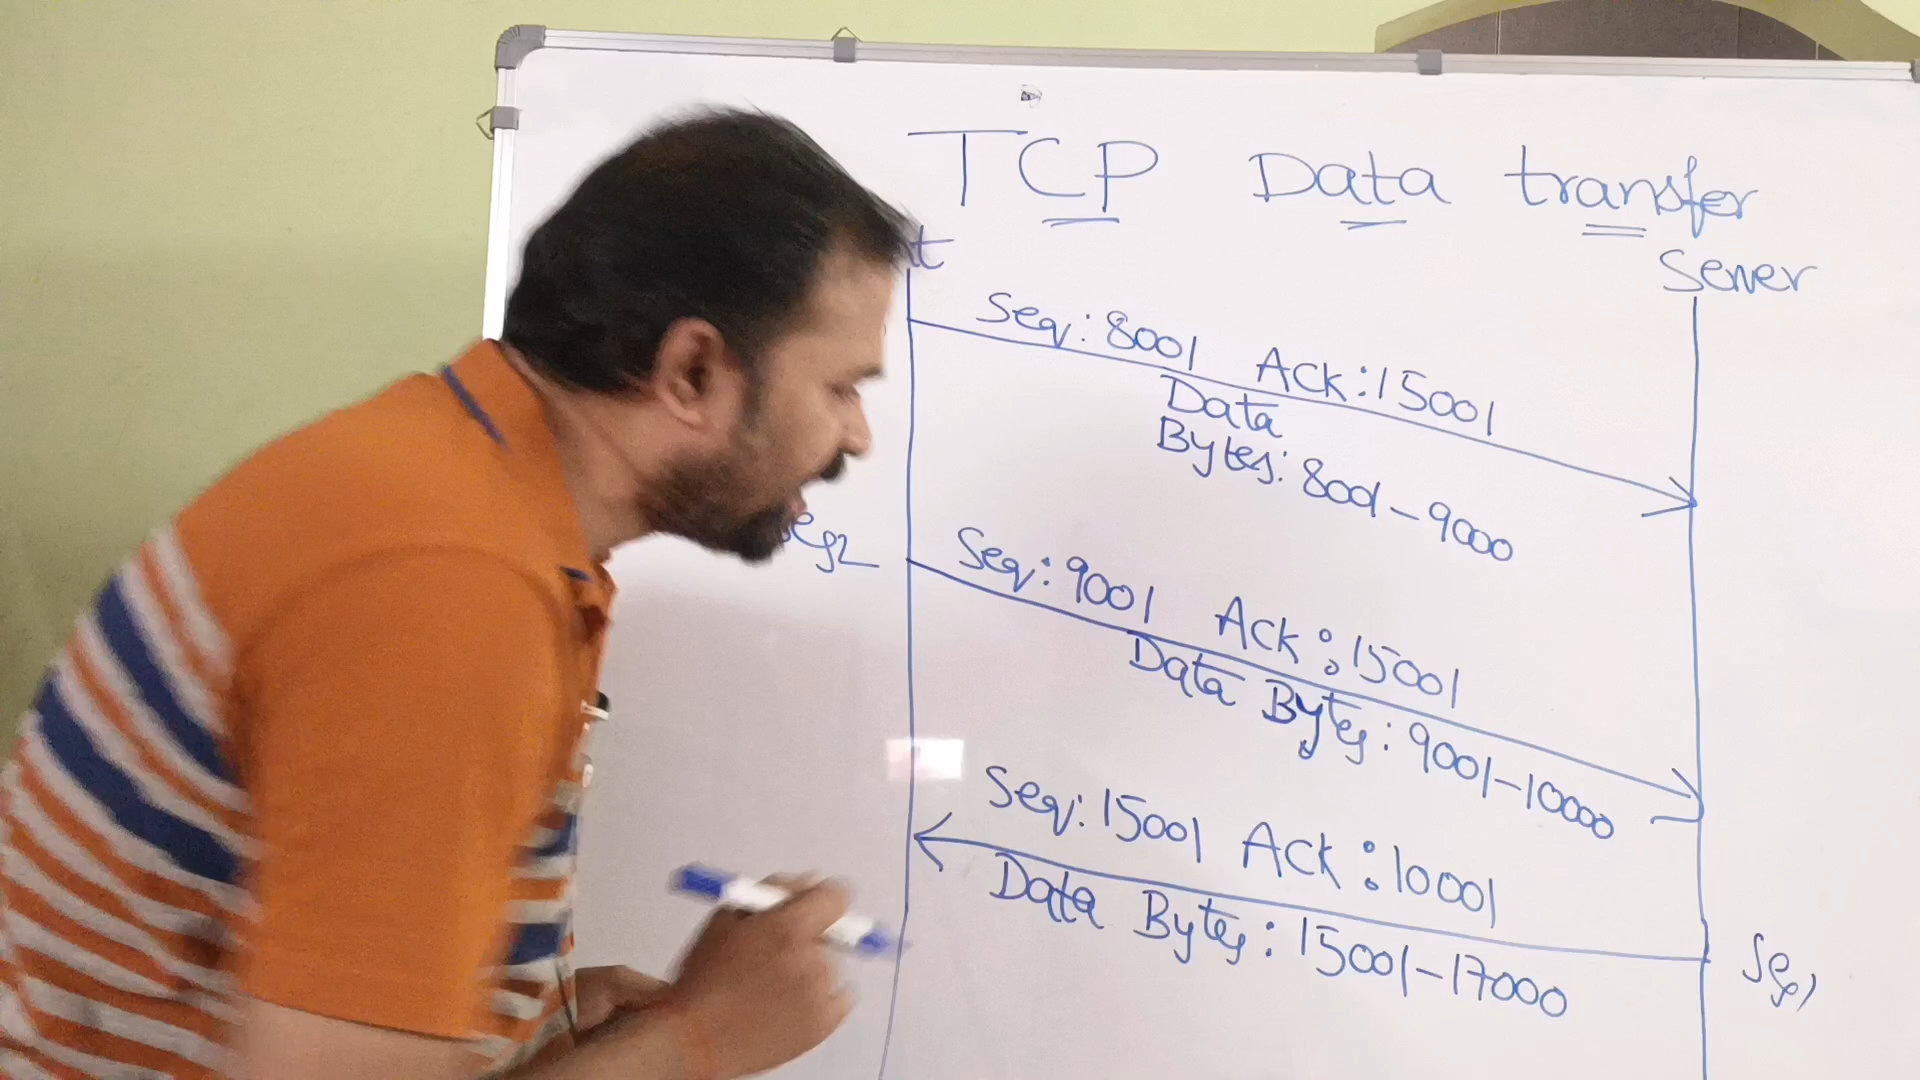 TCP Data transfer
Server
Seq: 8001 Ack: 15001
Data
Bytes: 8001-9000
Seq: 9001 Ack: 15001
Data Bytes: 9001-10000
Seq: 15001 Ack: 10001
Data Bytes: 15001-17000
Seg1